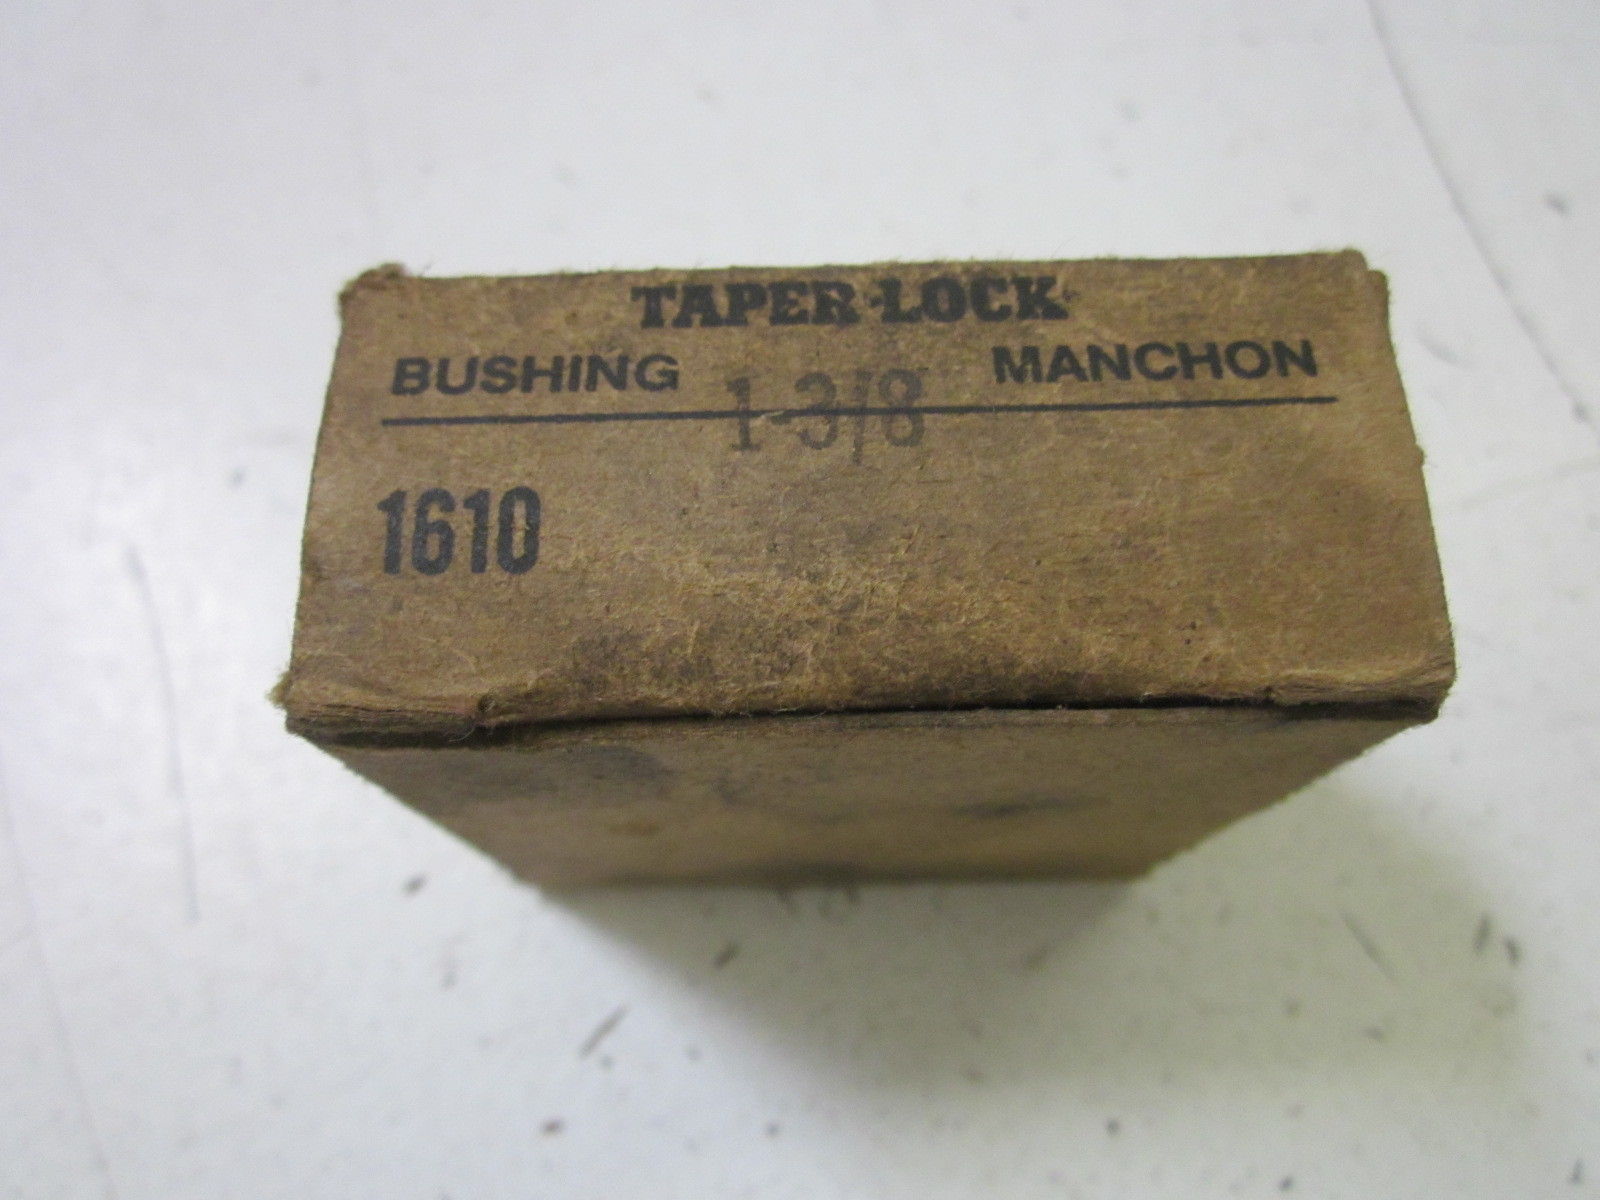 TAPER-LOCK
BUSHING MANCHON
1-3/8
1610